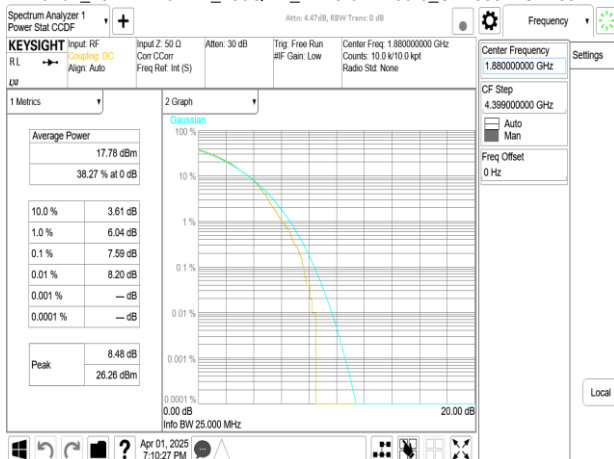 Spectrum Analyzer 1
Power Stat CCDF
+
Attn: 4.47dB, RBW Trans: 0 dB
Frequency
Settings
KEYSIGHT
RL
Input: RF
Coupling: DC
Align: Auto
Input Z: 50 Ω
Corr CCorr
Freq Ref: Int (S)
Atten: 30 dB
Trig: Free Run
#IF Gain: Low
Center Freq: 1.880000000 GHz
Counts: 10.0 k/10.0 kpt
Radio Std: None
Center Frequency
1.880000000 GHz
CF Step
4.399000000 GHz
Auto
Man
Freq Offset
0 Hz
Local
1 Metrics
Average Power
17.78 dBm
38.27 % at 0 dB
10.0 % 3.61 dB
1.0 % 6.04 dB
0.1 % 7.59 dB
0.01 % 8.20 dB
0.001 % --- dB
0.0001 % --- dB
Peak
8.48 dB
26.26 dBm
2 Graph
Gaussian
100 %
10 %
1 %
0.1 %
0.01 %
0.001 %
0.0001 %
0.00 dB
20.00 dB
Info BW 25.000 MHz
?
Apr 01, 2025
7:10:27 PM